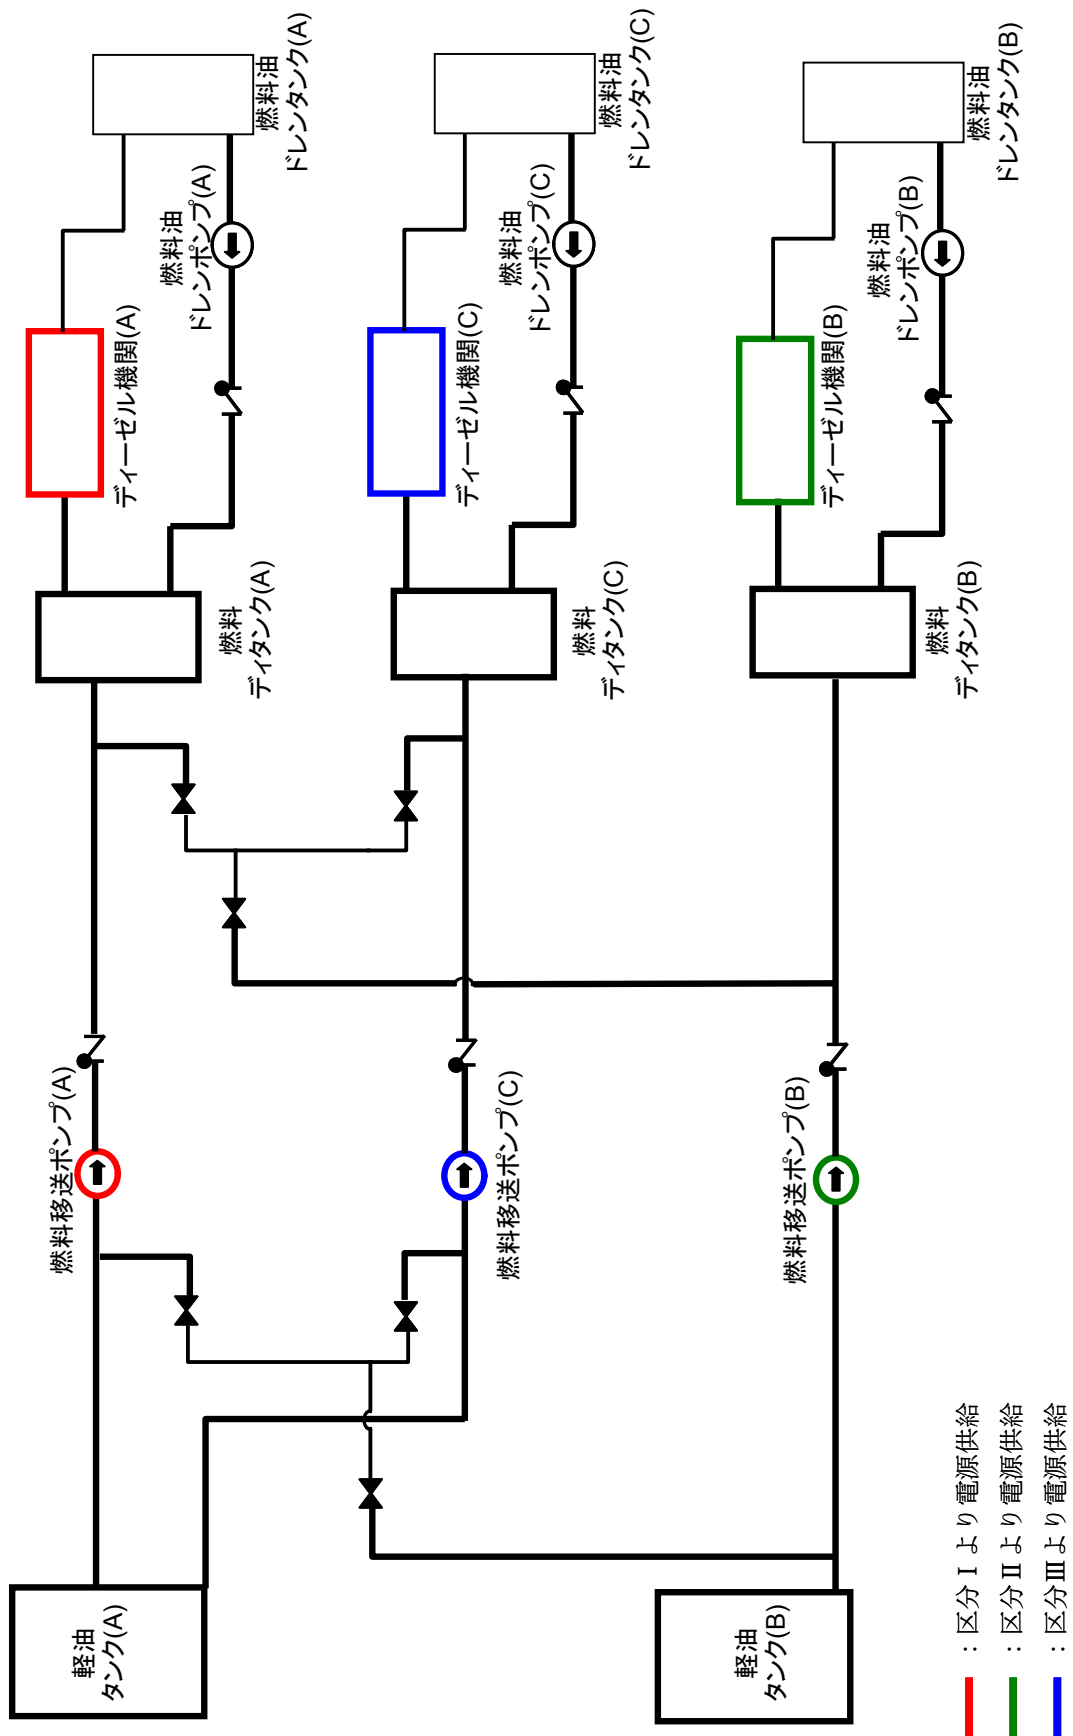 軽油
タンク(A)
燃料移送ポンプ(A)
燃料
ディタンク(A)
ディーゼル機関(A)
燃料油
ドレンポンプ(A)
燃料油
ドレンタンク(A)
燃料移送ポンプ(C)
燃料
ディタンク(C)
ディーゼル機関(C)
燃料油
ドレンポンプ(C)
燃料油
ドレンタンク(C)
軽油
タンク(B)
燃料移送ポンプ(B)
燃料
ディタンク(B)
ディーゼル機関(B)
燃料油
ドレンポンプ(B)
燃料油
ドレンタンク(B)
：区分Ⅰより電源供給
：区分Ⅱより電源供給
：区分Ⅲより電源供給